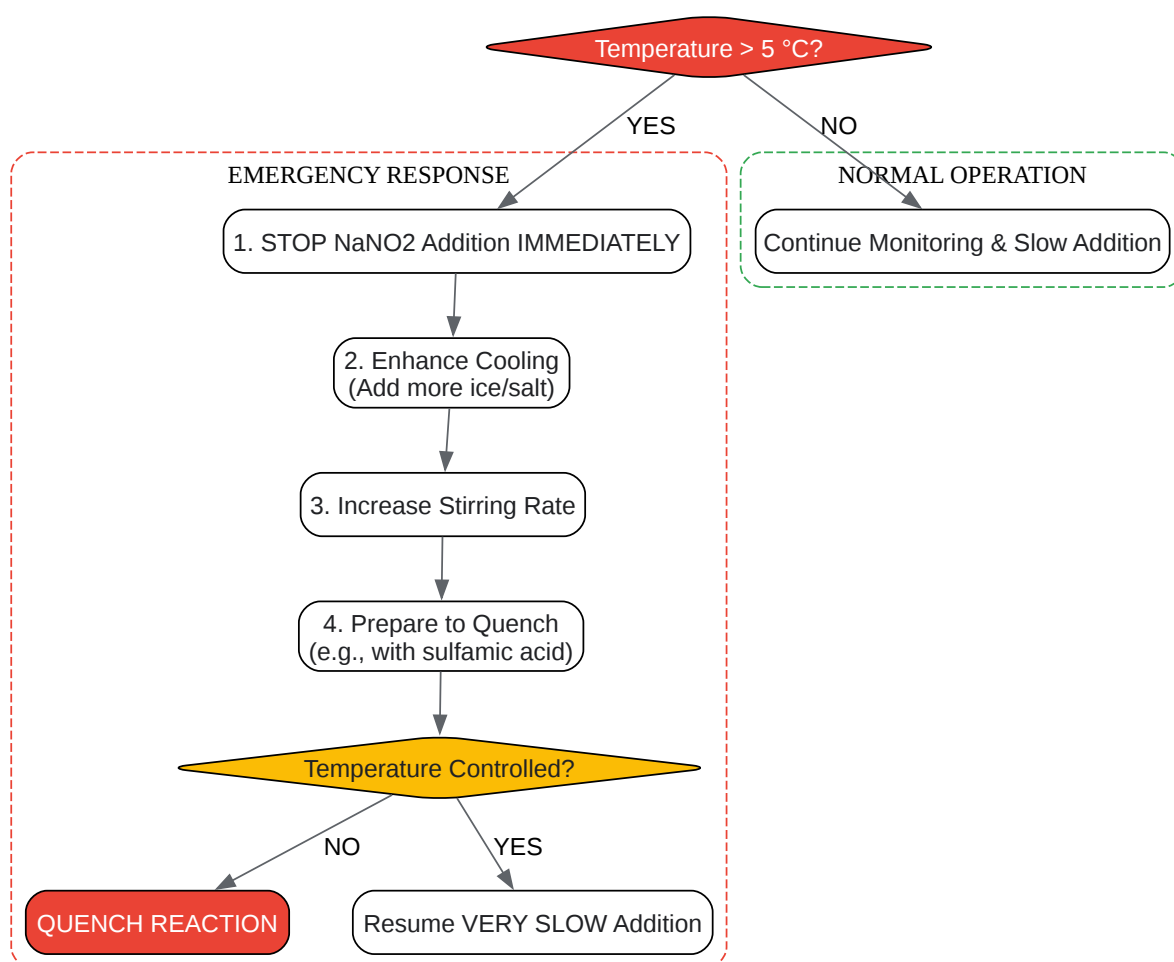 Temperature > 5 °C?
YES
NO
EMERGENCY RESPONSE
NORMAL OPERATION
1. STOP NaNO2 Addition IMMEDIATELY
Continue Monitoring & Slow Addition
2. Enhance Cooling
(Add more ice/salt)
3. Increase Stirring Rate
4. Prepare to Quench
(e.g., with sulfamic acid)
Temperature Controlled?
NO
YES
QUENCH REACTION
Resume VERY SLOW Addition